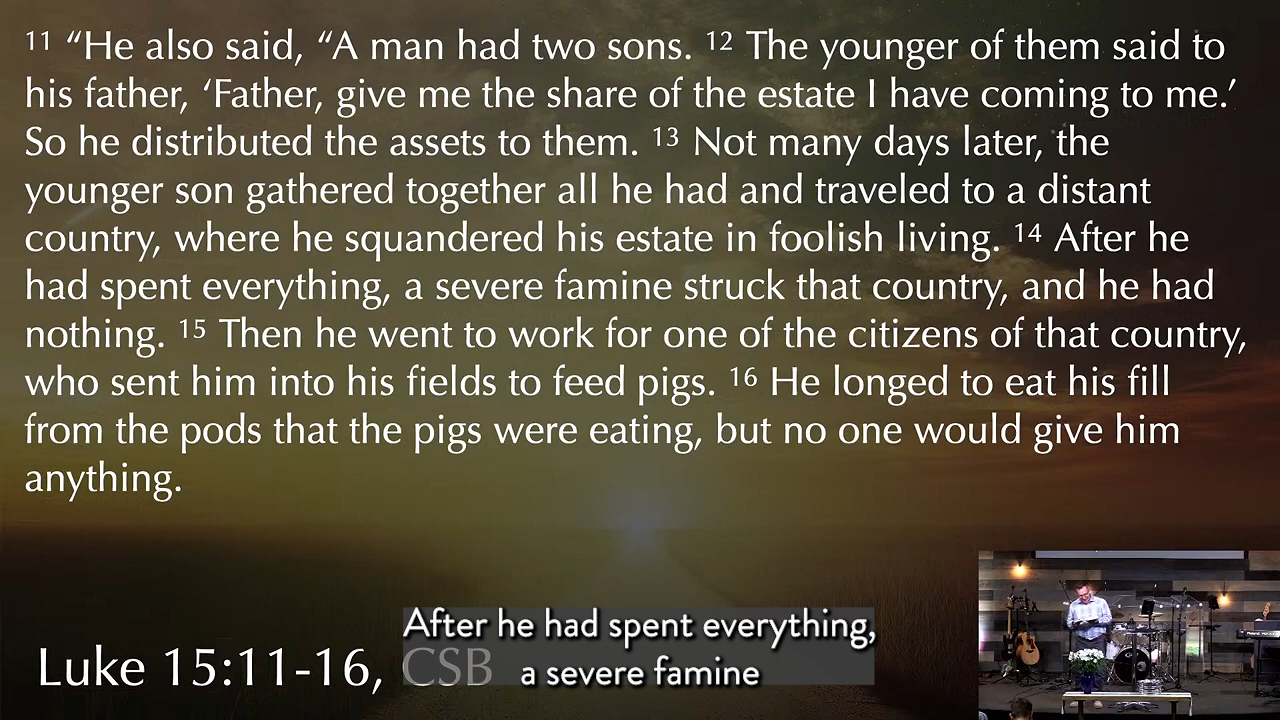 11 “He also said, “A man had two sons. 12 The younger of them said to
his father, ‘Father, give me the share of the estate I have coming to me.’
So he distributed the assets to them. 13 Not many days later, the
younger son gathered together all he had and traveled to a distant
country, where he squandered his estate in foolish living. 14 After he
had spent everything, a severe famine struck that country, and he had
nothing. 15 Then he went to work for one of the citizens of that country,
who sent him into his fields to feed pigs. 16 He longed to eat his fill
from the pods that the pigs were eating, but no one would give him
anything.
Luke 15:11-16, CSB
After he had spent everything,
a severe famine